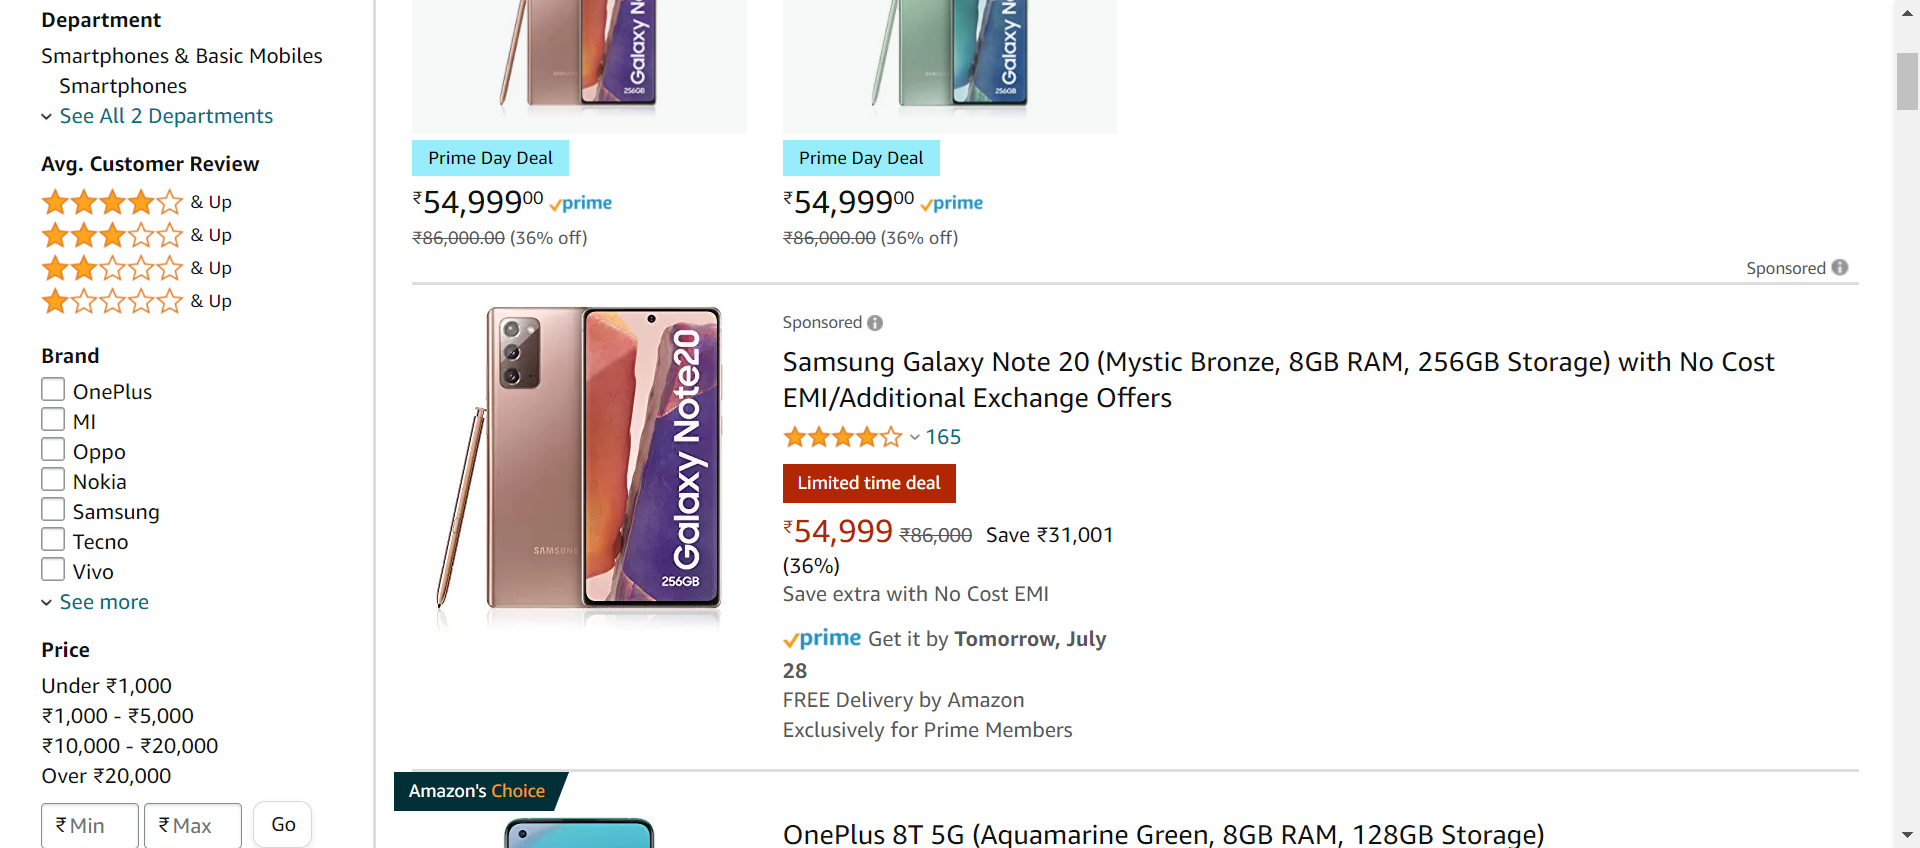 Department
Smartphones & Basic Mobiles
Smartphones
See All 2 Departments
Avg. Customer Review
& Up
& Up
& Up
& Up
Brand
OnePlus
MI
Oppo
Nokia
Samsung
Tecno
Vivo
See more
Price
Under ₹1,000
₹1,000 - ₹5,000
₹10,000 - ₹20,000
Over ₹20,000
₹ Min ₹ Max Go
Galaxy N
256GB
Prime Day Deal
₹54,99900 prime
₹86,000.00 (36% off)
Galaxy N
SAMSUNG
256GB
Prime Day Deal
₹54,99900 prime
₹86,000.00 (36% off)
Sponsored
Galaxy Note20
SAMSUNG
256GB
Sponsored
Samsung Galaxy Note 20 (Mystic Bronze, 8GB RAM, 256GB Storage) with No Cost
EMI/Additional Exchange Offers
165
Limited time deal
₹54,999 ₹86,000 Save ₹31,001
(36%)
Save extra with No Cost EMI
prime Get it by Tomorrow, July
28
FREE Delivery by Amazon
Exclusively for Prime Members
Amazon's Choice
OnePlus 8T 5G (Aquamarine Green, 8GB RAM, 128GB Storage)